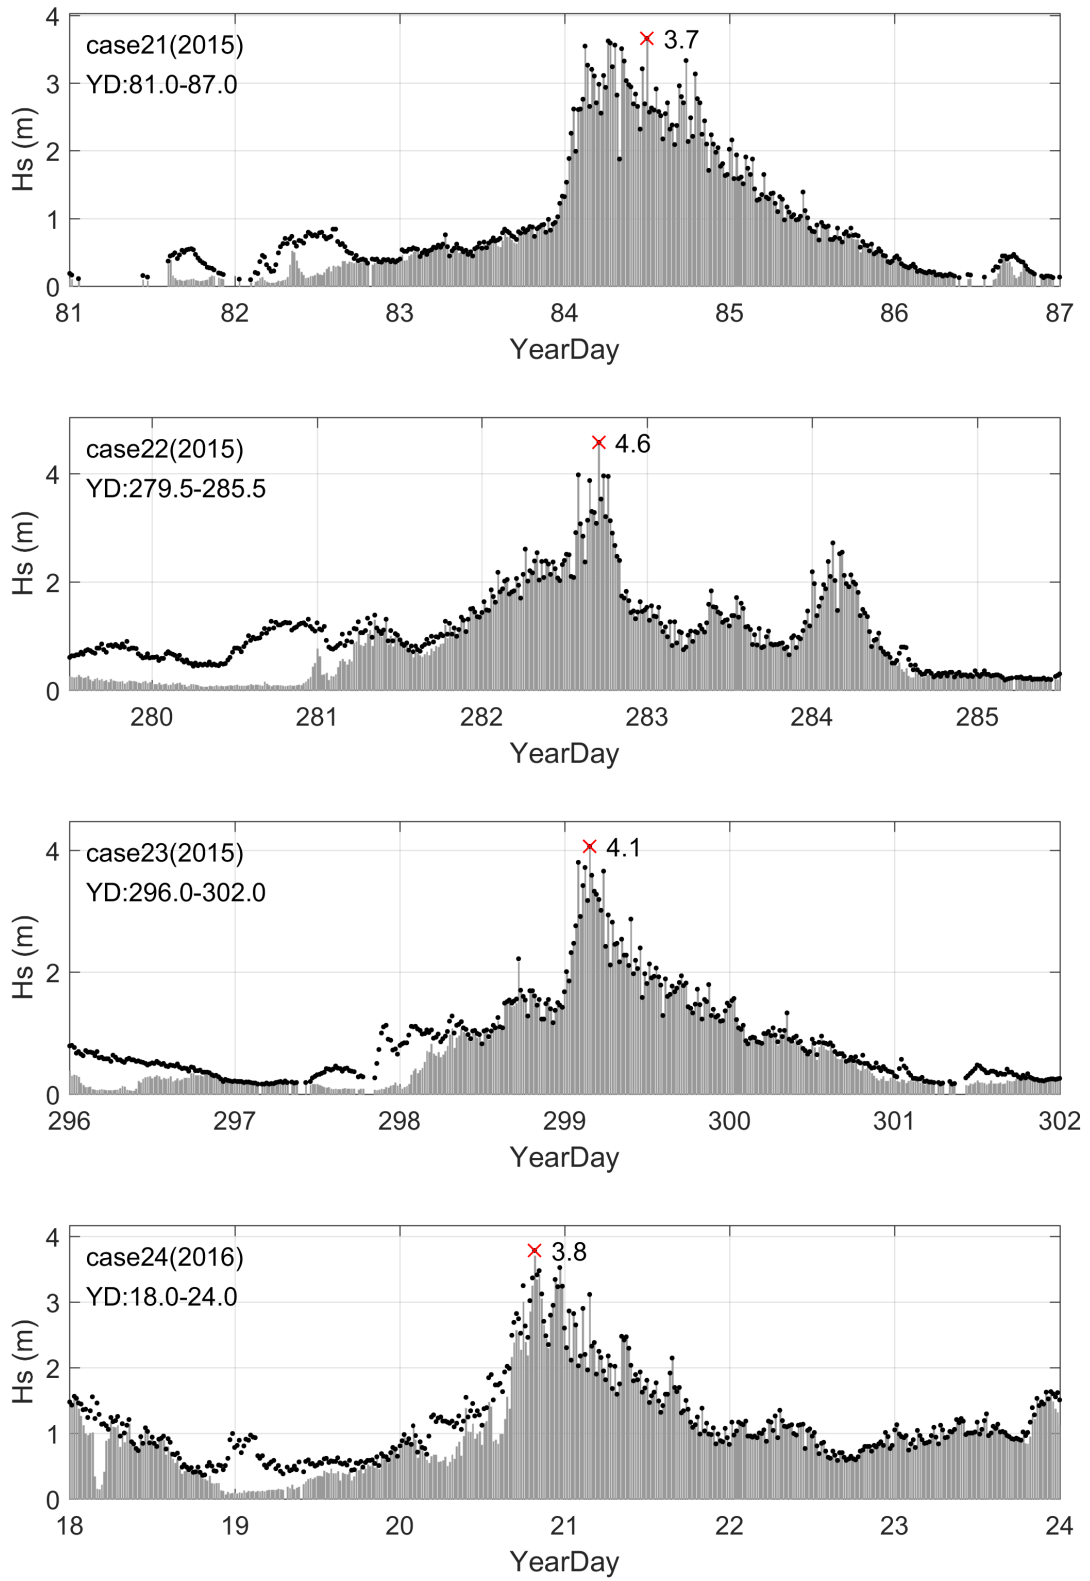 4
case21(2015)
3.7
YD:81.0-87.0
3
2
1
0
Hs (m)
81 82 83 84 85 86 87
YearDay
case22(2015)
4.6
4
YD:279.5-285.5
2
0
Hs (m)
280 281 282 283 284 285
YearDay
4
case23(2015)
4.1
YD:296.0-302.0
2
0
Hs (m)
296 297 298 299 300 301 302
YearDay
4
case24(2016)
3.8
YD:18.0-24.0
3
2
1
0
Hs (m)
18 19 20 21 22 23 24
YearDay